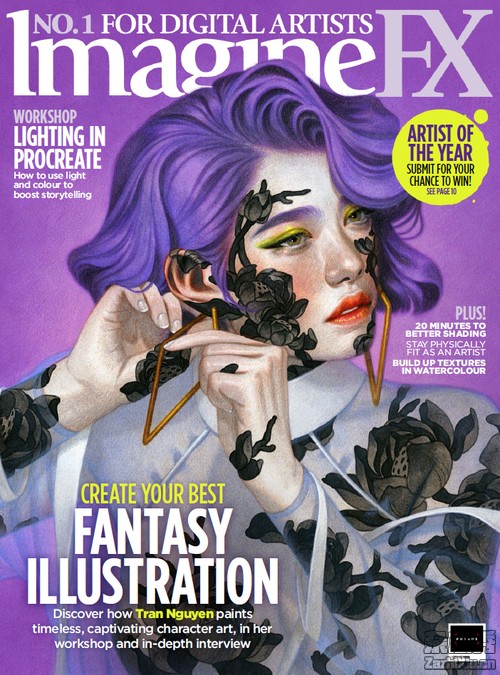 NO. 1 FOR DIGITAL ARTISTS
ImagineFX
WORKSHOP
LIGHTING IN
PROCREATE
How to use light
and colour to
boost storytelling
ARTIST OF
THE YEAR
SUBMIT FOR YOUR
CHANCE TO WIN!
SEE PAGE 10
PLUS!
20 MINUTES TO
BETTER SHADING
STAY PHYSICALLY
FIT AS AN ARTIST
BUILD UP TEXTURES
IN WATERCOLOUR
CREATE YOUR BEST
FANTASY
ILLUSTRATION
Discover how Tran Nguyen paints
timeless, captivating character art, in her
workshop and in-depth interview
FUTURE